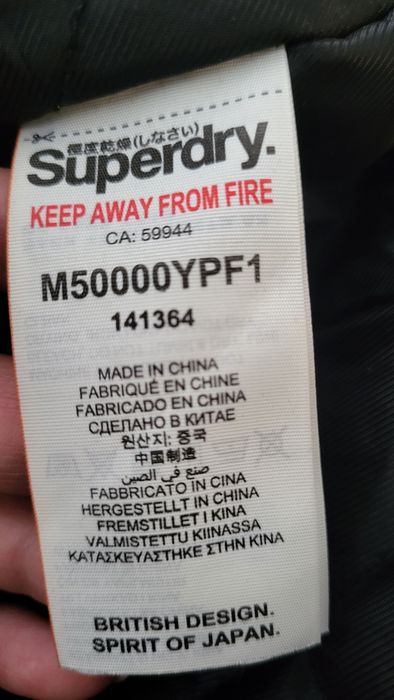 極度乾燥(しなさい)
Superdry.
KEEP AWAY FROM FIRE
CA: 59944
M50000YPF1
141364
MADE IN CHINA
FABRIQUÉ EN CHINE
FABRICADO EN CHINA
СДЕЛАНО В КИТАЕ
원산지: 중국
中国制造
صنع في الصين
FABBRICATO IN CINA
HERGESTELLT IN CHINA
FREMSTILLET I KINA
VALMISTETTU KIINASSA
ΚΑΤΑΣΚΕΥΑΣΤΗΚΕ ΣΤΗΝ ΚΙΝΑ
BRITISH DESIGN.
SPIRIT OF JAPAN.